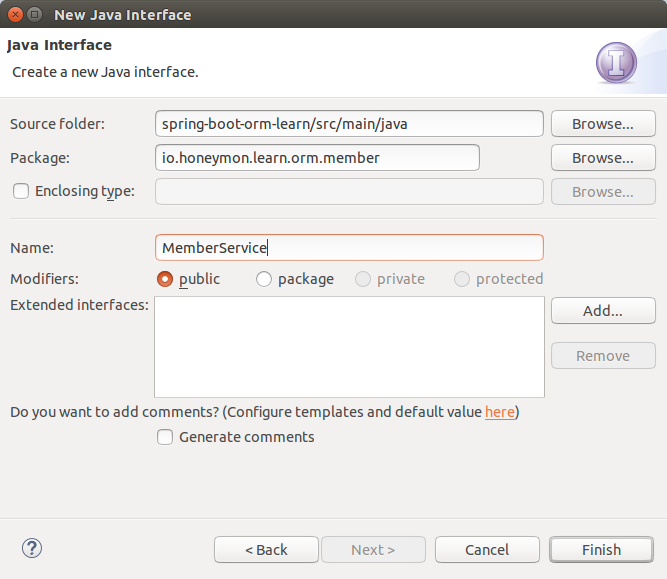 New Java Interface
Java Interface
Create a new Java interface.
I
Source folder: spring-boot-orm-learn/src/main/java Browse...
Package: io.honeymon.learn.orm.member Browse...
Enclosing type: Browse...
Name: MemberService
Modifiers: public package private protected
Extended interfaces: Add...
Remove
Do you want to add comments? (Configure templates and default value here)
Generate comments
? < Back Next > Cancel Finish